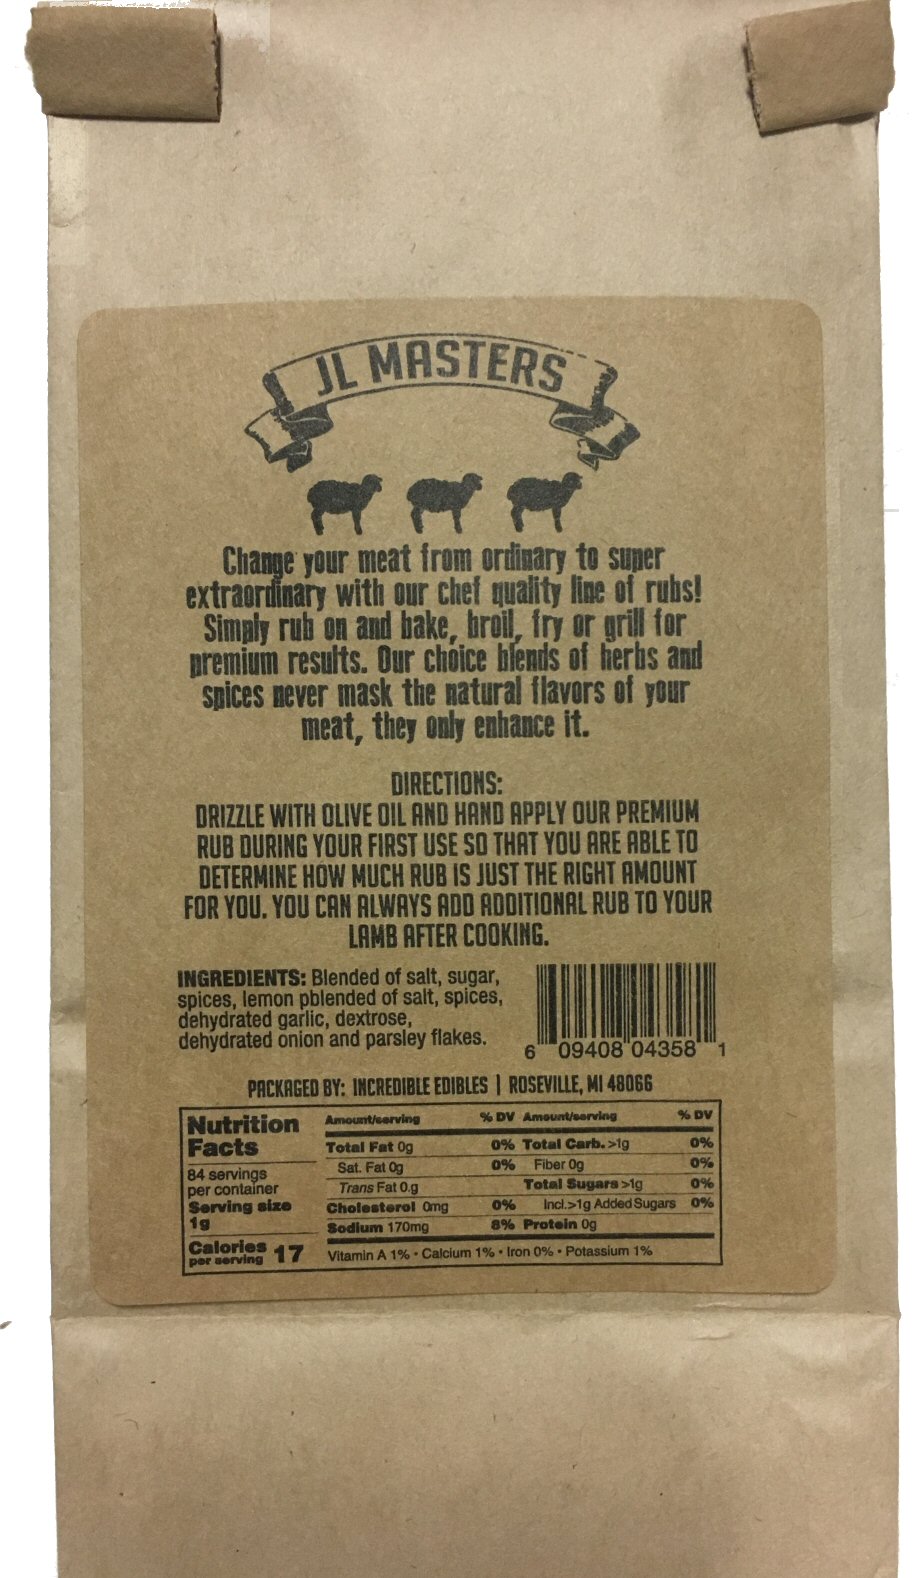 JL MASTERS
Change your meat from ordinary to super
extraordinary with our chef quality line of rubs!
Simply rub on and bake, broil, fry or grill for
premium results. Our choice blends of herbs and
spices never mask the natural flavors of your
meat, they only enhance it.
DIRECTIONS:
DRIZZLE WITH OLIVE OIL AND HAND APPLY OUR PREMIUM
RUB DURING YOUR FIRST USE SO THAT YOU ARE ABLE TO
DETERMINE HOW MUCH RUB IS JUST THE RIGHT AMOUNT
FOR YOU. YOU CAN ALWAYS ADD ADDITIONAL RUB TO YOUR
LAMB AFTER COOKING.
INGREDIENTS: Blended of salt, sugar,
spices, lemon pblended of salt, spices,
dehydrated garlic, dextrose,
dehydrated onion and parsley flakes.
6 09408 04358 1
PACKAGED BY: INCREDIBLE EDIBLES | ROSEVILLE, MI 48066
Nutrition
Facts
84 servings
per container
Serving size
1g
Calories
per serving 17
Amount/serving % DV Amount/serving % DV
Total Fat 0g 0% Total Carb. >1g 0%
Sat. Fat 0g 0% Fiber 0g 0%
Trans Fat 0.g Total Sugars >1g 0%
Cholesterol 0mg 0% Incl.>1g Added Sugars 0%
Sodium 170mg 8% Protein 0g
Vitamin A 1% • Calcium 1% • Iron 0% • Potassium 1%